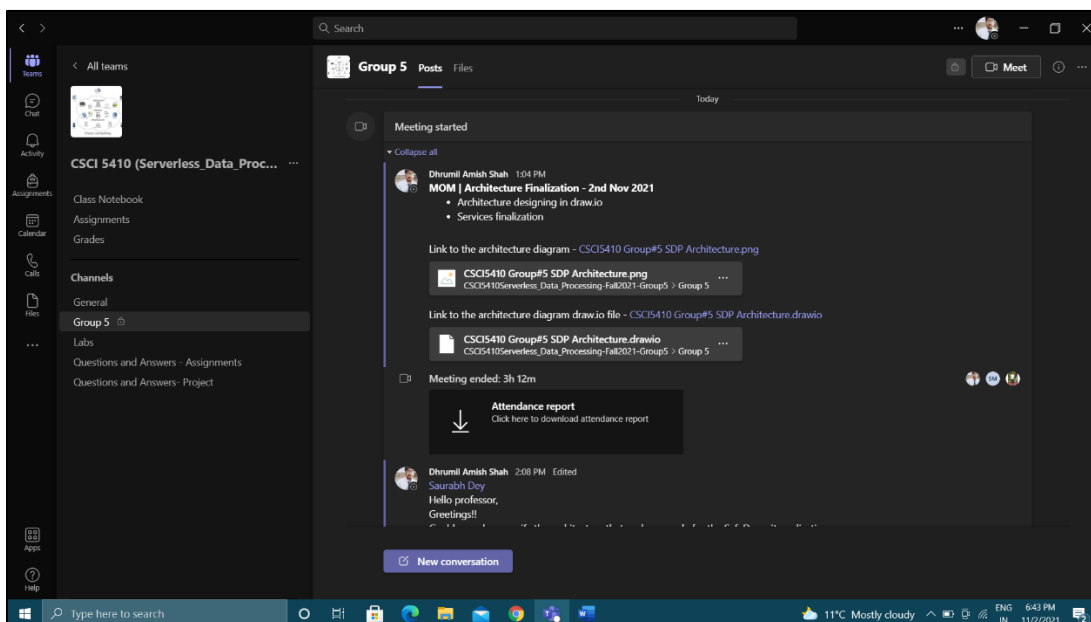 Search
Teams
Chat
Activity
Assignments
Calendar
Calls
Files
...
Apps
Help
< All teams
CSCI 5410 (Serverless_Data_Proc... ...
Class Notebook
Assignments
Grades
Channels
General
Group 5
Labs
Questions and Answers - Assignments
Questions and Answers- Project
Group 5 Posts Files
Meet
Today
Meeting started
Collapse all
Dhrumil Amish Shah 1:04 PM
MOM | Architecture Finalization - 2nd Nov 2021
• Architecture designing in draw.io
• Services finalization
Link to the architecture diagram - CSCI5410 Group#5 SDP Architecture.png
CSCI5410 Group#5 SDP Architecture.png
CSCI5410Serverless_Data_Processing-Fall2021-Group5 > Group 5
Link to the architecture diagram draw.io file - CSCI5410 Group#5 SDP Architecture.drawio
CSCI5410 Group#5 SDP Architecture.drawio
CSCI5410Serverless_Data_Processing-Fall2021-Group5 > Group 5
Meeting ended: 3h 12m
SM
Attendance report
Click here to download attendance report
Dhrumil Amish Shah 2:08 PM Edited
Saurabh Dey
Hello professor,
Greetings!!
New conversation
Type here to search
11°C Mostly cloudy
ENG 6:43 PM
IN 11/2/2021